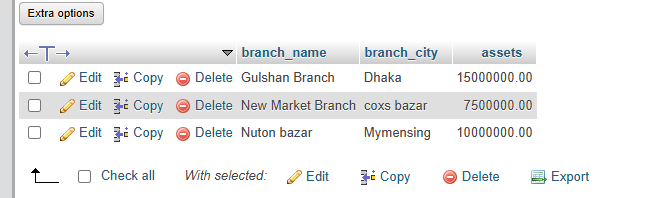 Extra options
branch_name branch_city assets
Edit Copy Delete Gulshan Branch Dhaka 15000000.00
Edit Copy Delete New Market Branch coxs bazar 7500000.00
Edit Copy Delete Nuton bazar Mymensing 10000000.00
Check all With selected: Edit Copy Delete Export